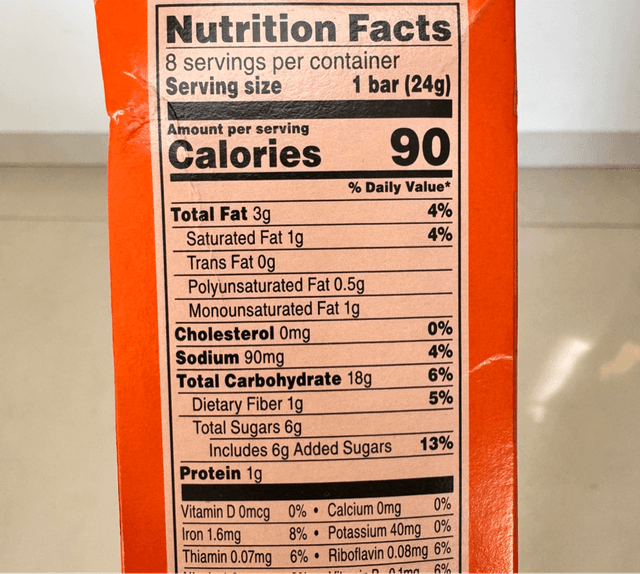 Nutrition Facts
8 servings per container
Serving size 1 bar (24g)
Amount per serving
Calories 90
% Daily Value*
Total Fat 3g 4%
Saturated Fat 1g 4%
Trans Fat 0g
Polyunsaturated Fat 0.5g
Monounsaturated Fat 1g
Cholesterol 0mg 0%
Sodium 90mg 4%
Total Carbohydrate 18g 6%
Dietary Fiber 1g 5%
Total Sugars 6g
Includes 6g Added Sugars 13%
Protein 1g
Vitamin D 0mcg 0% • Calcium 0mg 0%
Iron 1.6mg 8% • Potassium 40mg 0%
Thiamin 0.07mg 6% • Riboflavin 0.08mg 6%
6%